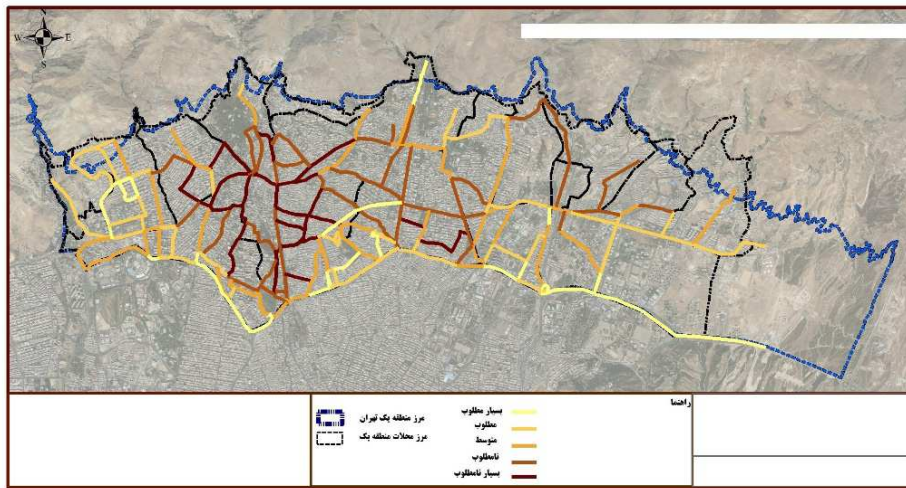 N
W E
S
راهنما
بسیار مطلوب
مطلوب
متوسط
نامطلوب
بسیار نامطلوب
مرز منطقه یک تهران
مرز محلات منطقه یک